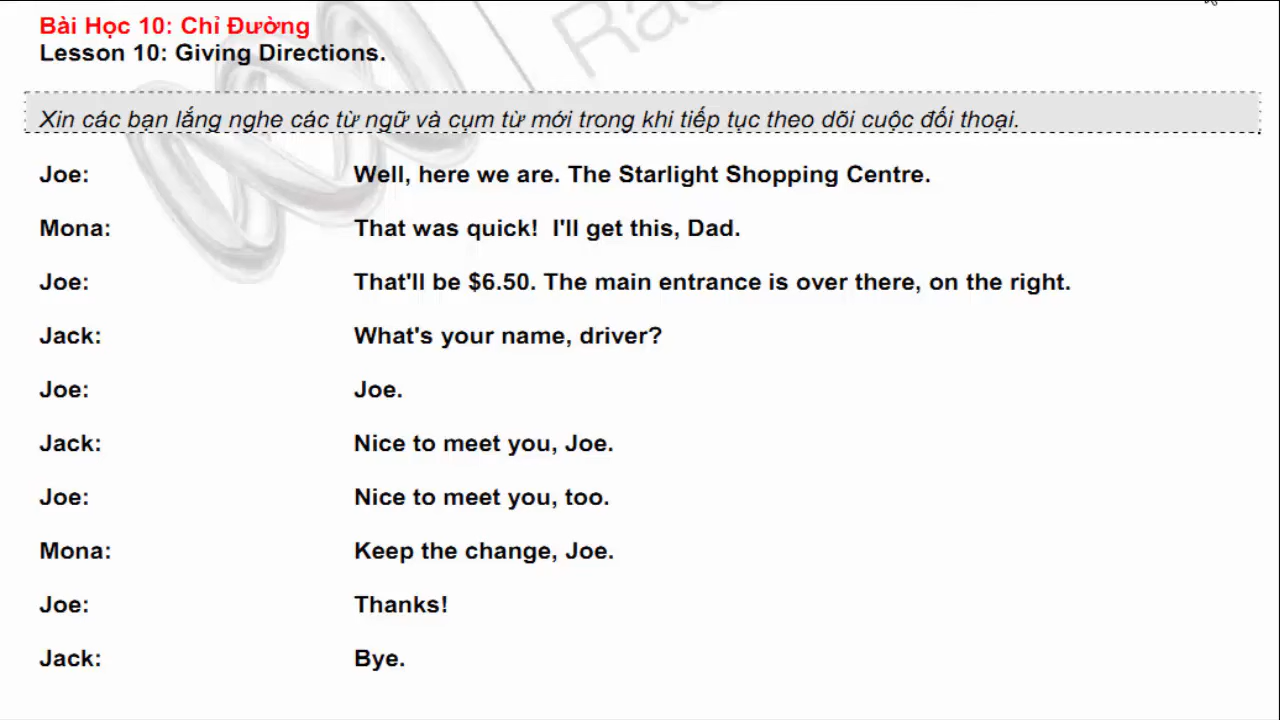 Bài Học 10: Chỉ Đường
Lesson 10: Giving Directions.
Xin các bạn lắng nghe các từ ngữ và cụm từ mới trong khi tiếp tục theo dõi cuộc đối thoại.
Joe: Well, here we are. The Starlight Shopping Centre.
Mona: That was quick!  I'll get this, Dad.
Joe: That'll be $6.50. The main entrance is over there, on the right.
Jack: What's your name, driver?
Joe: Joe.
Jack: Nice to meet you, Joe.
Joe: Nice to meet you, too.
Mona: Keep the change, Joe.
Joe: Thanks!
Jack: Bye.